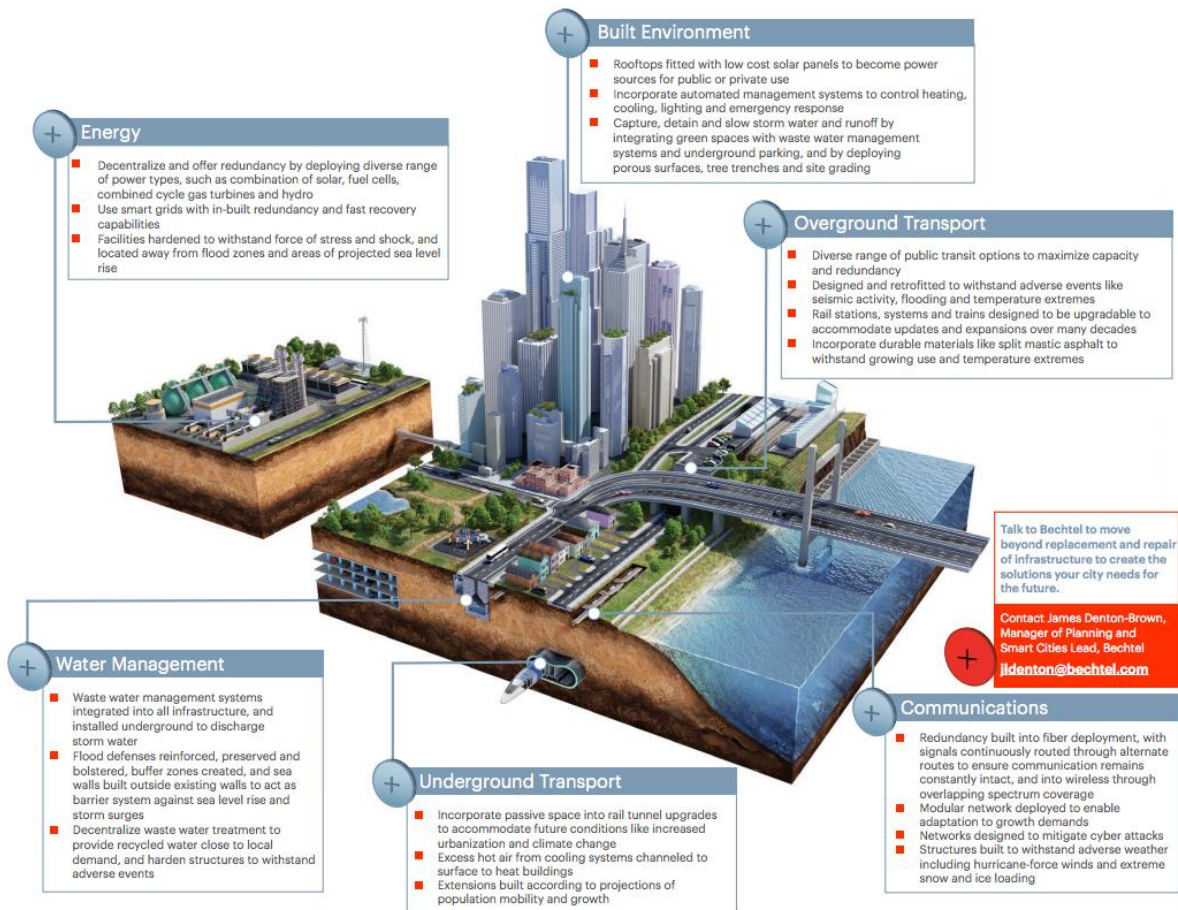 Built Environment
Rooftops fitted with low cost solar panels to become power
sources for public or private use
Incorporate automated management systems to control heating,
cooling, lighting and emergency response
Capture, detain and slow storm water and runoff by
integrating green spaces with waste water management
systems and underground parking, and by deploying
porous surfaces, tree trenches and site grading
Energy
Decentralize and offer redundancy by deploying diverse range
of power types, such as combination of solar, fuel cells,
combined cycle gas turbines and hydro
Use smart grids with in-built redundancy and fast recovery
capabilities
Facilities hardened to withstand force of stress and shock, and
located away from flood zones and areas of projected sea level
rise
Overground Transport
Diverse range of public transit options to maximize capacity
and redundancy
Designed and retrofitted to withstand adverse events like
seismic activity, flooding and temperature extremes
Rail stations, systems and trains designed to be upgradable to
accommodate updates and expansions over many decades
Incorporate durable materials like split mastic asphalt to
withstand growing use and temperature extremes
Talk to Bechtel to move
beyond replacement and repair
of infrastructure to create the
solutions your city needs for
the future.
Contact James Denton-Brown,
Manager of Planning and
Smart Cities Lead, Bechtel
jldenton@bechtel.com
Water Management
Waste water management systems
integrated into all infrastructure, and
installed underground to discharge
storm water
Flood defenses reinforced, preserved and
bolstered, buffer zones created, and sea
walls built outside existing walls to act as
barrier system against sea level rise and
storm surges
Decentralize waste water treatment to
provide recycled water close to local
demand, and harden structures to withstand
adverse events
Underground Transport
Incorporate passive space into rail tunnel upgrades
to accommodate future conditions like increased
urbanization and climate change
Excess hot air from cooling systems channeled to
surface to heat buildings
Extensions built according to projections of
population mobility and growth
Communications
Redundancy built into fiber deployment, with
signals continuously routed through alternate
routes to ensure communication remains
constantly intact, and into wireless through
overlapping spectrum coverage
Modular network deployed to enable
adaptation to growth demands
Networks designed to mitigate cyber attacks
Structures built to withstand adverse weather
including hurricane-force winds and extreme
snow and ice loading